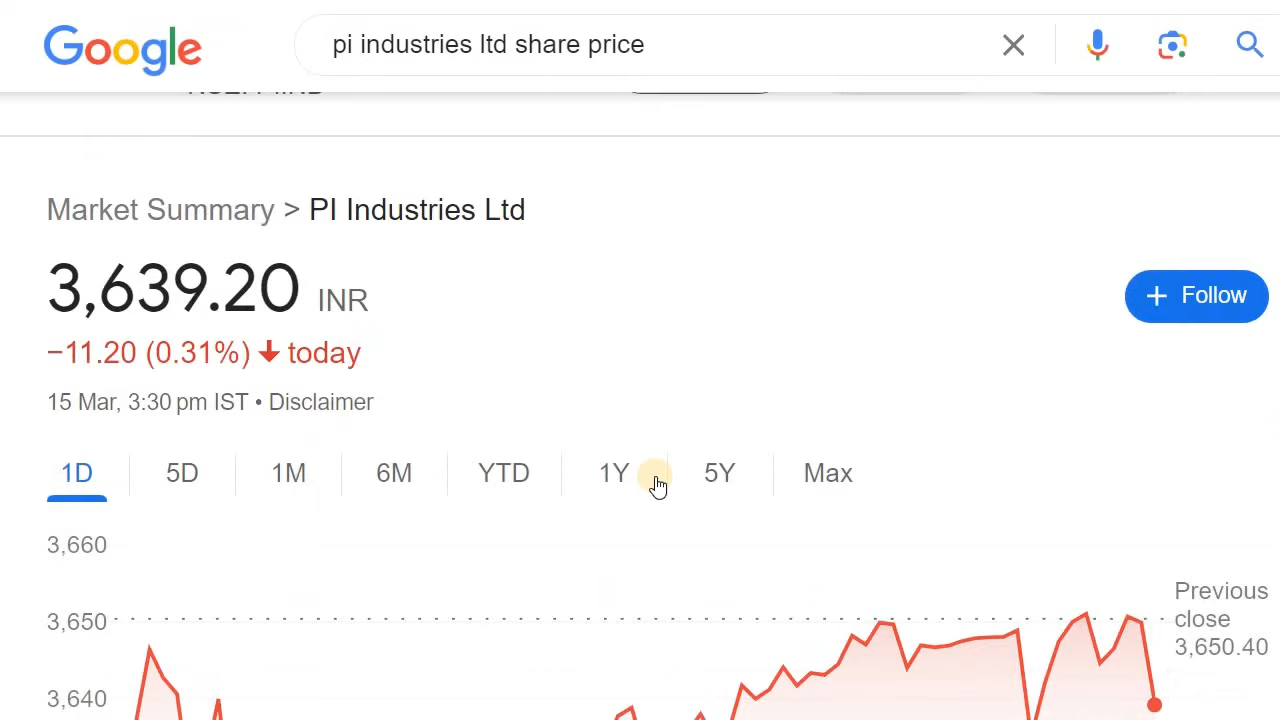 Google
pi industries ltd share price
Market Summary > PI Industries Ltd
3,639.20 INR
+ Follow
−11.20 (0.31%) today
15 Mar, 3:30 pm IST • Disclaimer
1D 5D 1M 6M YTD 1Y 5Y Max
3,660
Previous
close
3,650
3,650.40
3,640